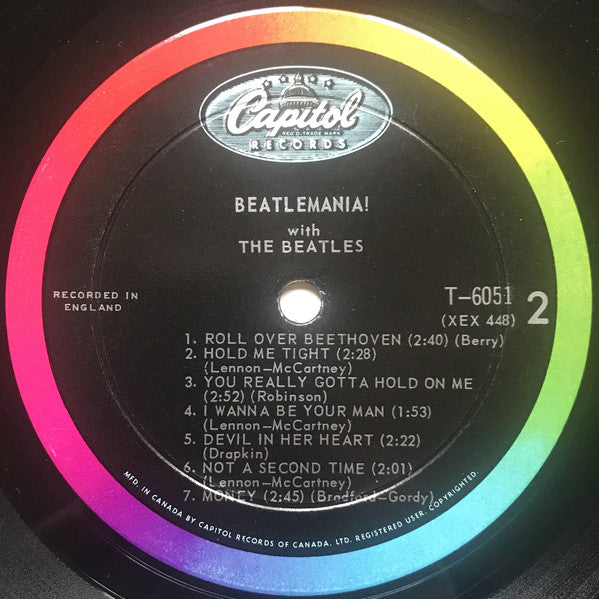 Capitol
REG'D. TRADE MARK
RECORDS
BEATLEMANIA!
with
THE BEATLES
RECORDED IN
ENGLAND
T-6051
(XEX 448)
2
1. ROLL OVER BEETHOVEN (2:40) (Berry)
2. HOLD ME TIGHT (2:28)
(Lennon-McCartney)
3. YOU REALLY GOTTA HOLD ON ME
(2:52) (Robinson)
4. I WANNA BE YOUR MAN (1:53)
(Lennon-McCartney)
5. DEVIL IN HER HEART (2:22)
(Drapkin)
6. NOT A SECOND TIME (2:01)
(Lennon-McCartney)
7. MONEY (2:45) (Bradford-Gordy)
MFD. IN CANADA BY CAPITOL RECORDS OF CANADA, LTD. REGISTERED USER. COPYRIGHTED.